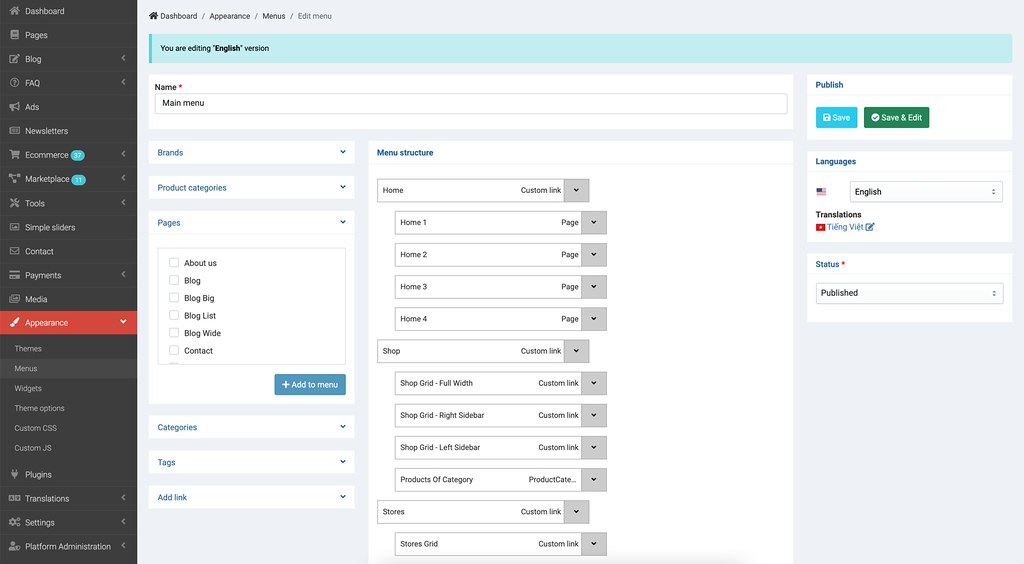 Dashboard
Pages
Blog
FAQ
Ads
Newsletters
Ecommerce 37
Marketplace 11
Tools
Simple sliders
Contact
Payments
Media
Appearance
Themes
Menus
Widgets
Theme options
Custom CSS
Custom JS
Plugins
Translations
Settings
Platform Administration
Dashboard / Appearance / Menus / Edit menu
You are editing "English" version
Name *
Main menu
Brands
Product categories
Pages
About us
Blog
Blog Big
Blog List
Blog Wide
Contact
Add to menu
Categories
Tags
Add link
Menu structure
Home Custom link
Home 1 Page
Home 2 Page
Home 3 Page
Home 4 Page
Shop Custom link
Shop Grid - Full Width Custom link
Shop Grid - Right Sidebar Custom link
Shop Grid - Left Sidebar Custom link
Products Of Category ProductCate...
Stores Custom link
Stores Grid Custom link
Publish
Save Save & Edit
Languages
English
Translations
Tiếng Việt
Status *
Published